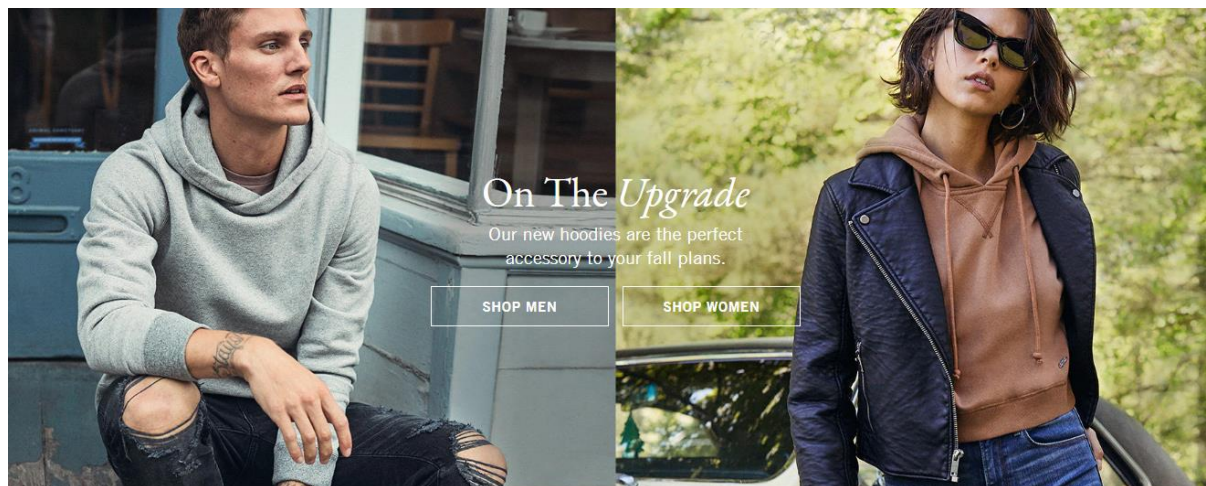 On The Upgrade
Our new hoodies are the perfect
accessory to your fall plans.
SHOP MEN
SHOP WOMEN